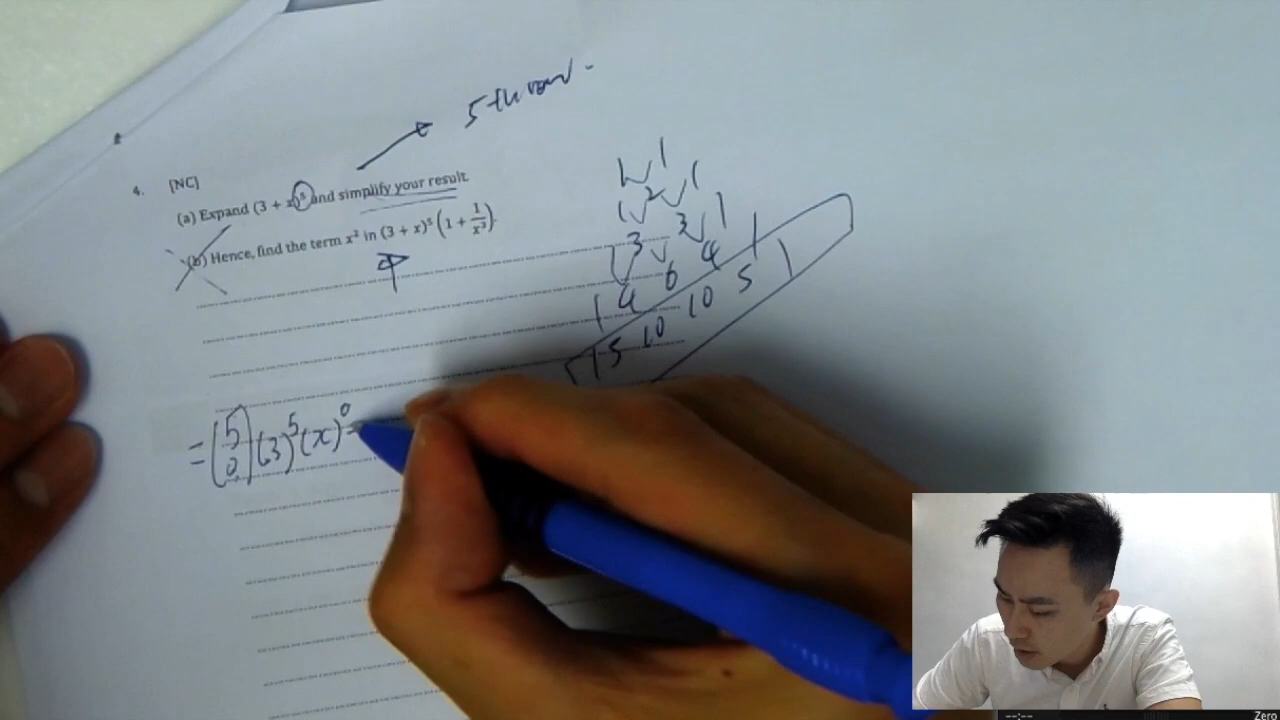 5th row.
4. [NC]
(a) Expand (3 + x)⁵ and simplify your result.
(b) Hence, find the term x² in (3 + x)⁵ (1 + 1/x³).
1 1
1 2 1
1 3 3 1
1 4 6 4 1
1 5 10 10 5 1
= (5 0) (3)⁵ (x)⁰
--:-- Zero